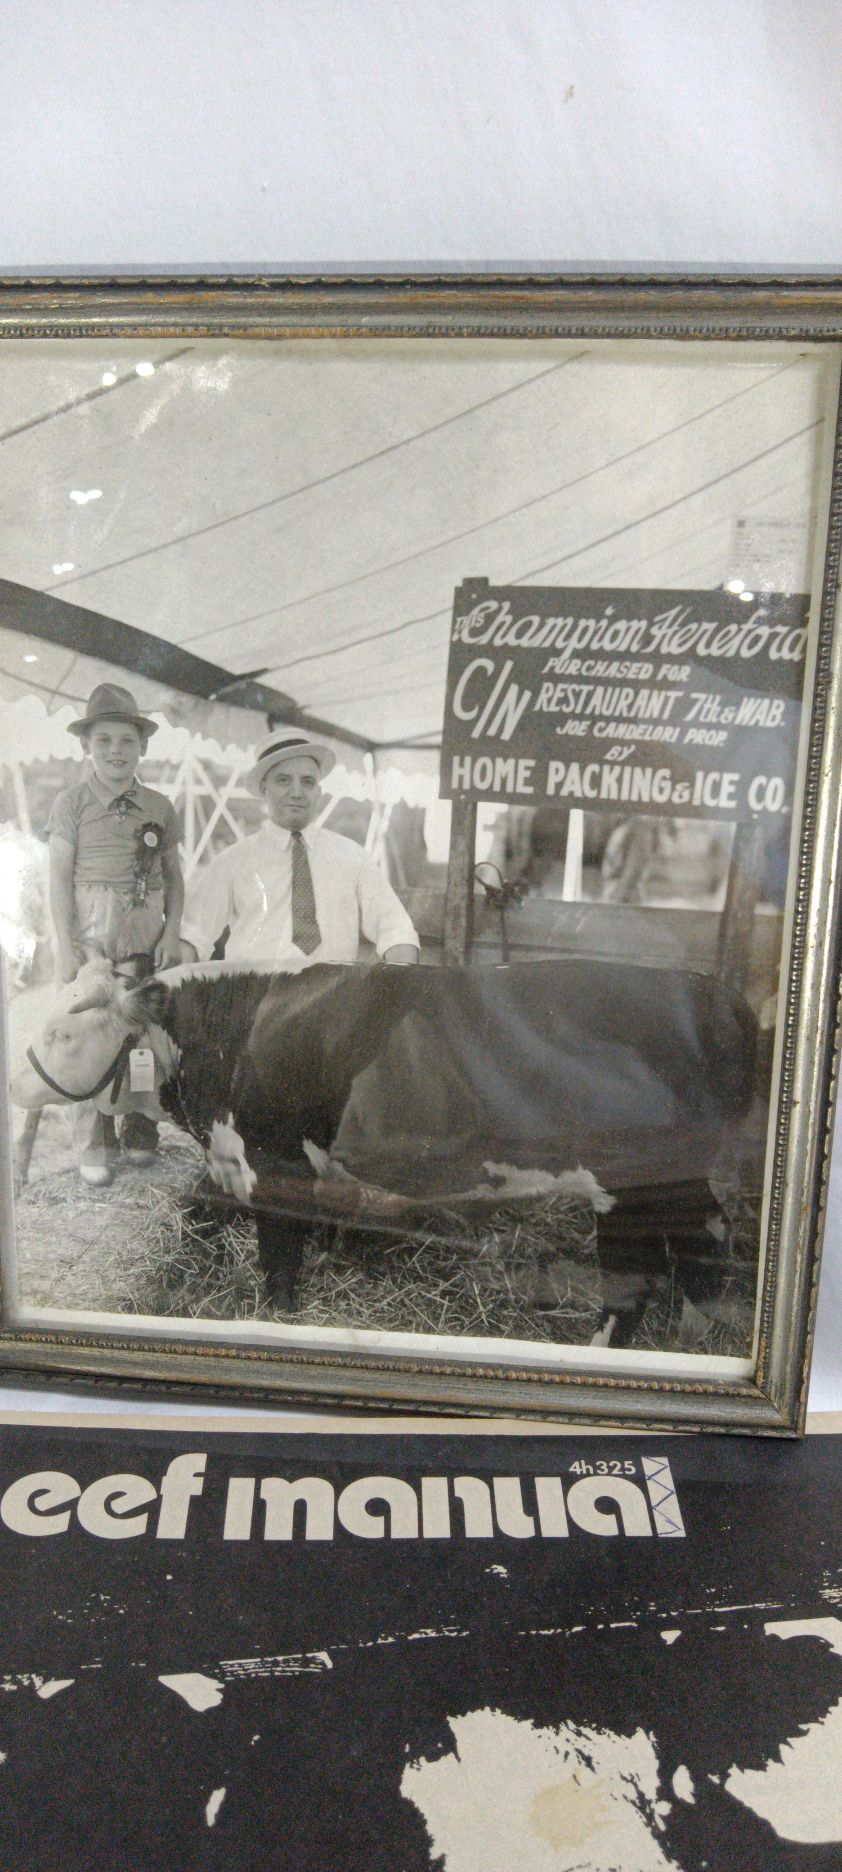 This Champion Hereford
PURCHASED FOR
C/N RESTAURANT 7th & WAB.
JOE CANDELORI PROP.
BY
HOME PACKING & ICE CO.
4h325
eef manual